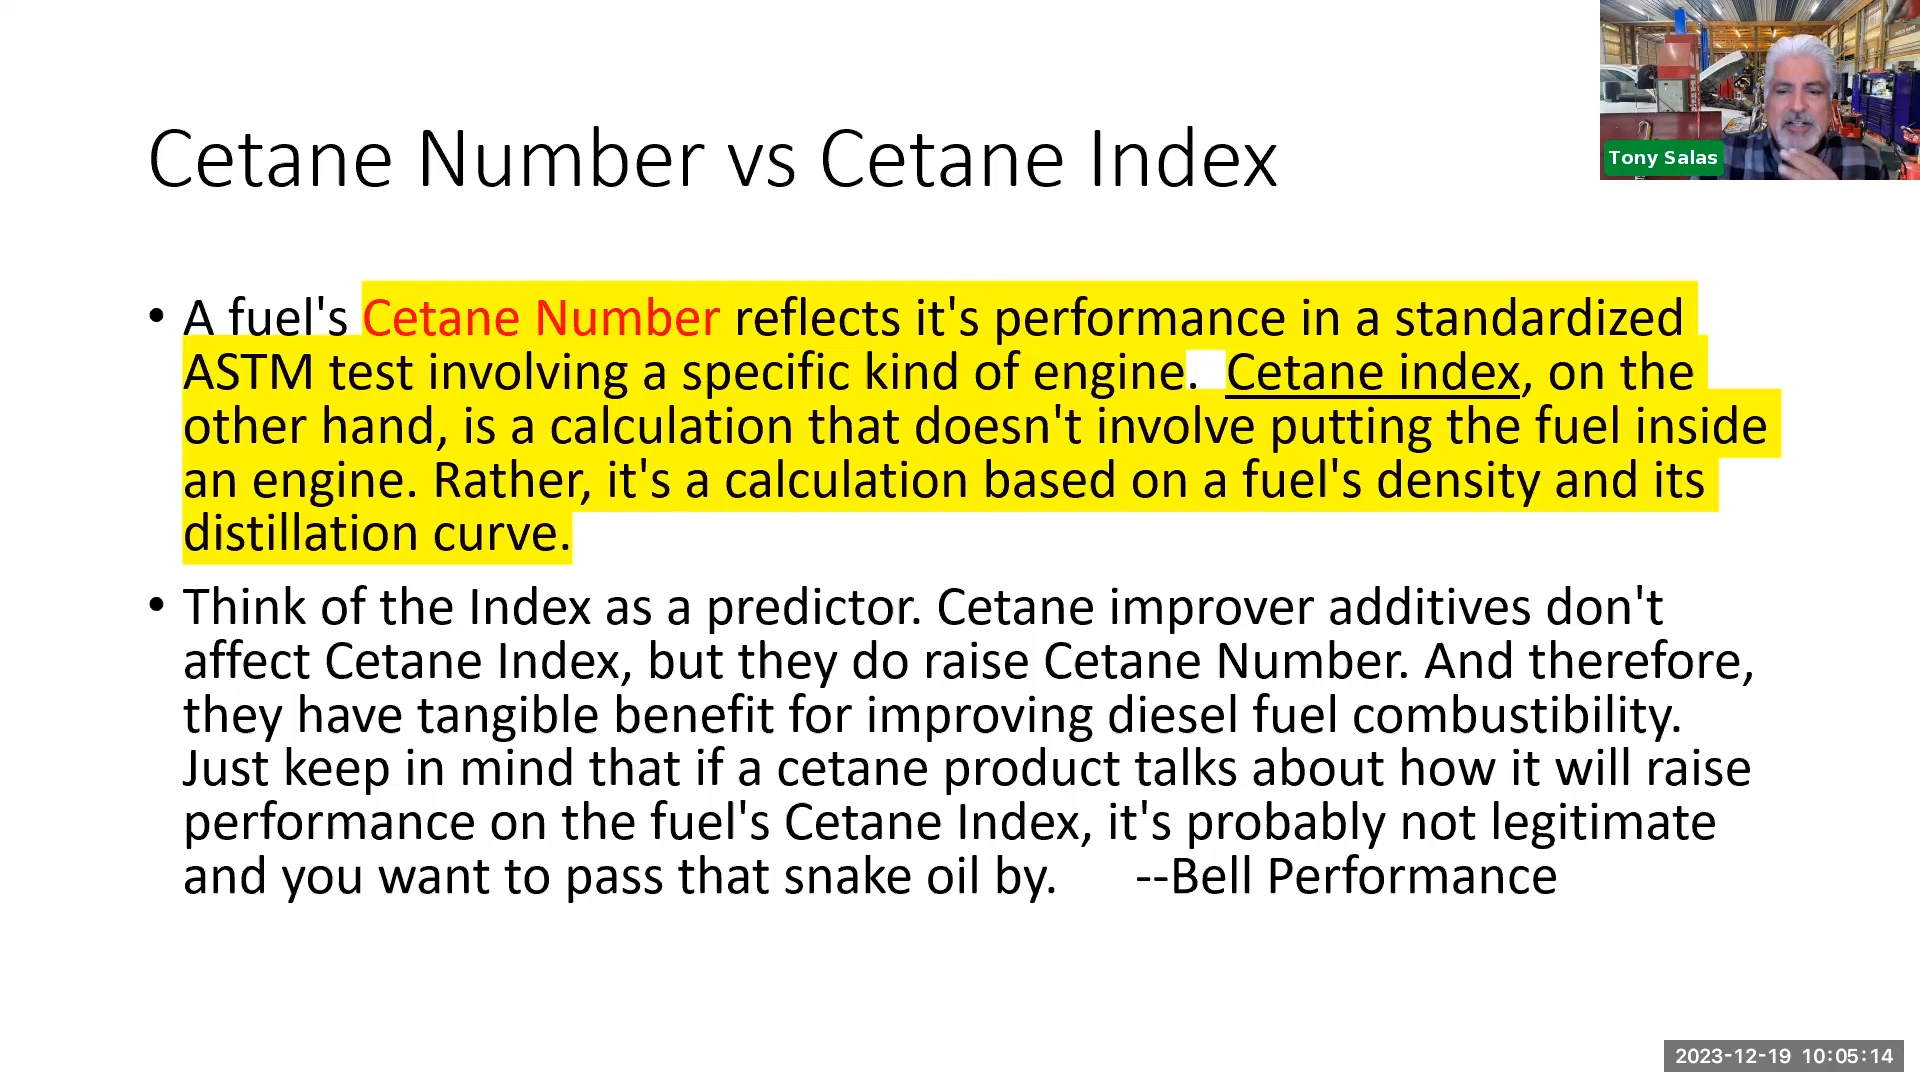 Tony Salas
Cetane Number vs Cetane Index
• A fuel's Cetane Number reflects it's performance in a standardized
ASTM test involving a specific kind of engine.  Cetane index, on the
other hand, is a calculation that doesn't involve putting the fuel inside
an engine. Rather, it's a calculation based on a fuel's density and its
distillation curve.
• Think of the Index as a predictor. Cetane improver additives don't
affect Cetane Index, but they do raise Cetane Number. And therefore,
they have tangible benefit for improving diesel fuel combustibility.
Just keep in mind that if a cetane product talks about how it will raise
performance on the fuel's Cetane Index, it's probably not legitimate
and you want to pass that snake oil by.      --Bell Performance
2023-12-19 10:05:14